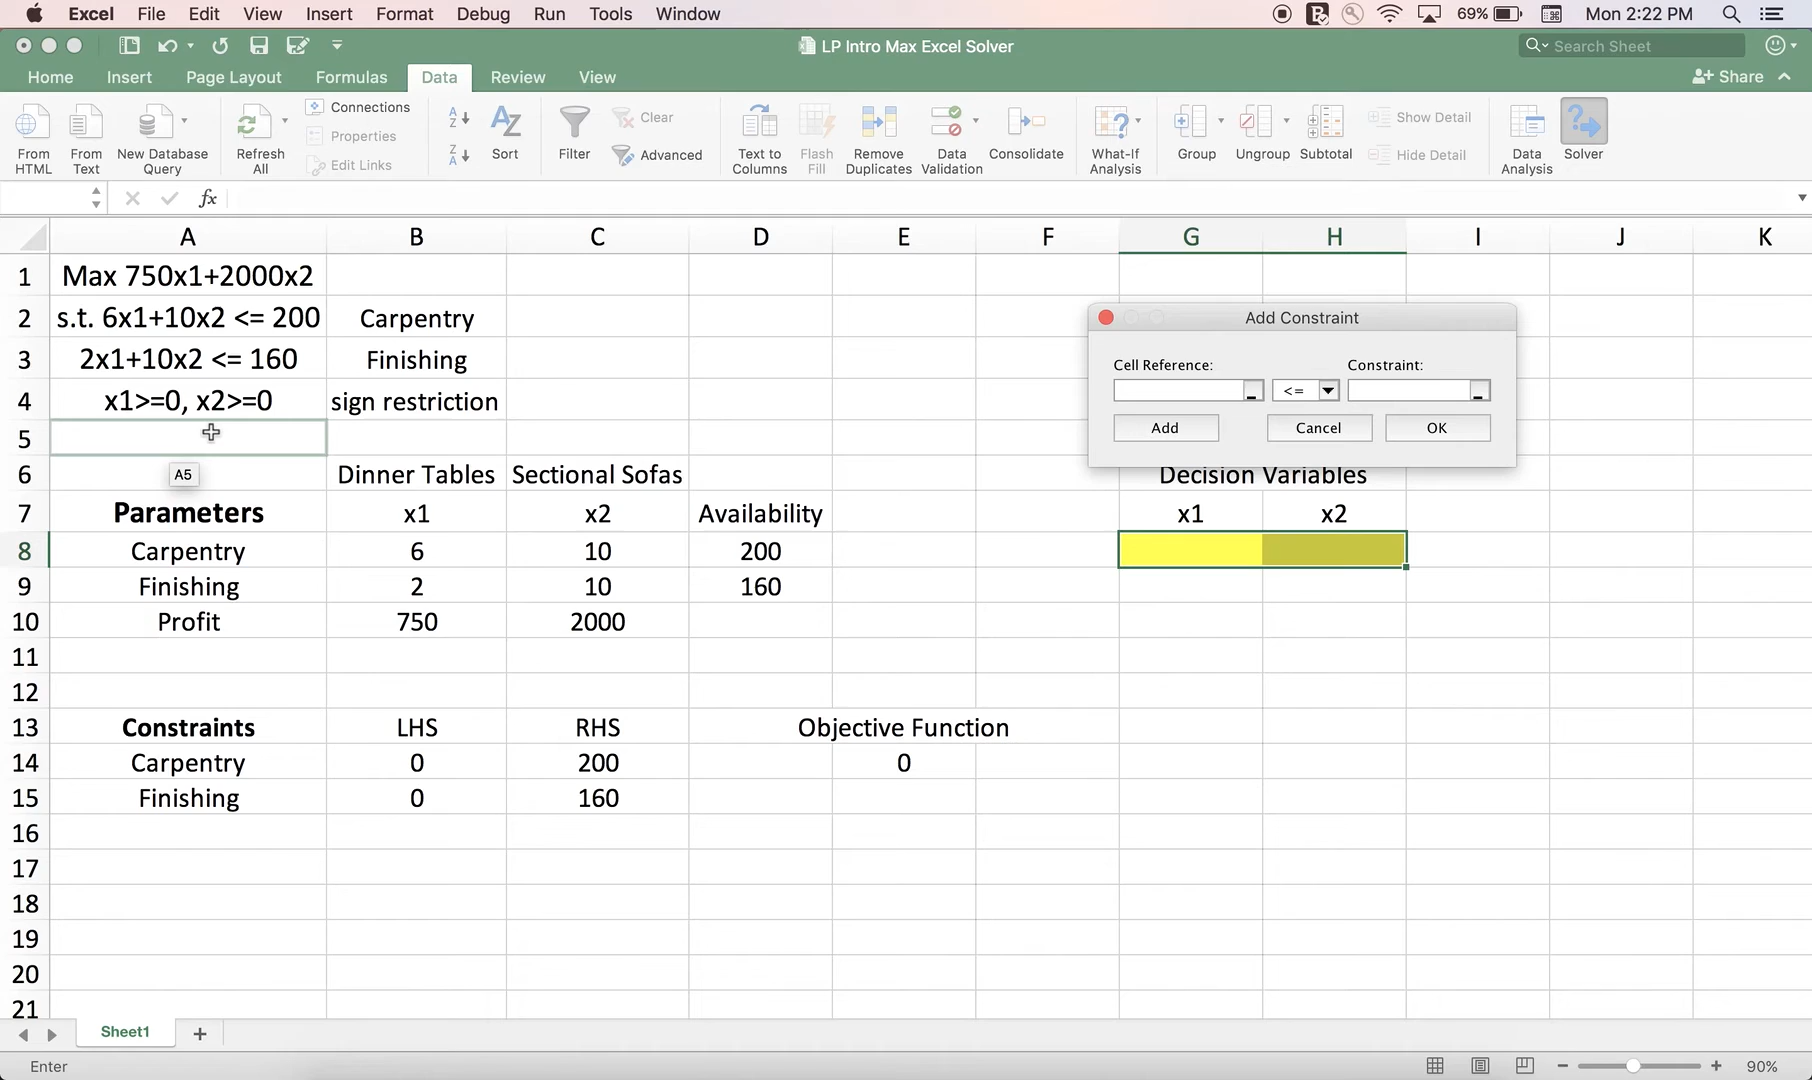 Excel File Edit View Insert Format Debug Run Tools Window 69% Mon 2:22 PM
LP Intro Max Excel Solver
Search Sheet
Home Insert Page Layout Formulas Data Review View
Share
From HTML
From Text
New Database Query
Refresh All
Connections
Properties
Edit Links
A Z
Z A
Sort
Filter
Clear
Advanced
Text to Columns
Flash Fill
Remove Duplicates
Data Validation
Consolidate
What-If Analysis
Group
Ungroup
Subtotal
Show Detail
Hide Detail
Data Analysis
Solver
fx
A B C D E F G H I J K
1 Max 750x1+2000x2
2 s.t. 6x1+10x2 <= 200 Carpentry
3 2x1+10x2 <= 160 Finishing
4 x1>=0, x2>=0 sign restriction
5
6 Dinner Tables Sectional Sofas Decision Variables
A5
7 Parameters x1 x2 Availability x1 x2
8 Carpentry 6 10 200
9 Finishing 2 10 160
10 Profit 750 2000
11
12
13 Constraints LHS RHS Objective Function
14 Carpentry 0 200 0
15 Finishing 0 160
16
17
18
19
20
21
Add Constraint
Cell Reference: Constraint:
<=
Add Cancel OK
Sheet1
Enter 90%